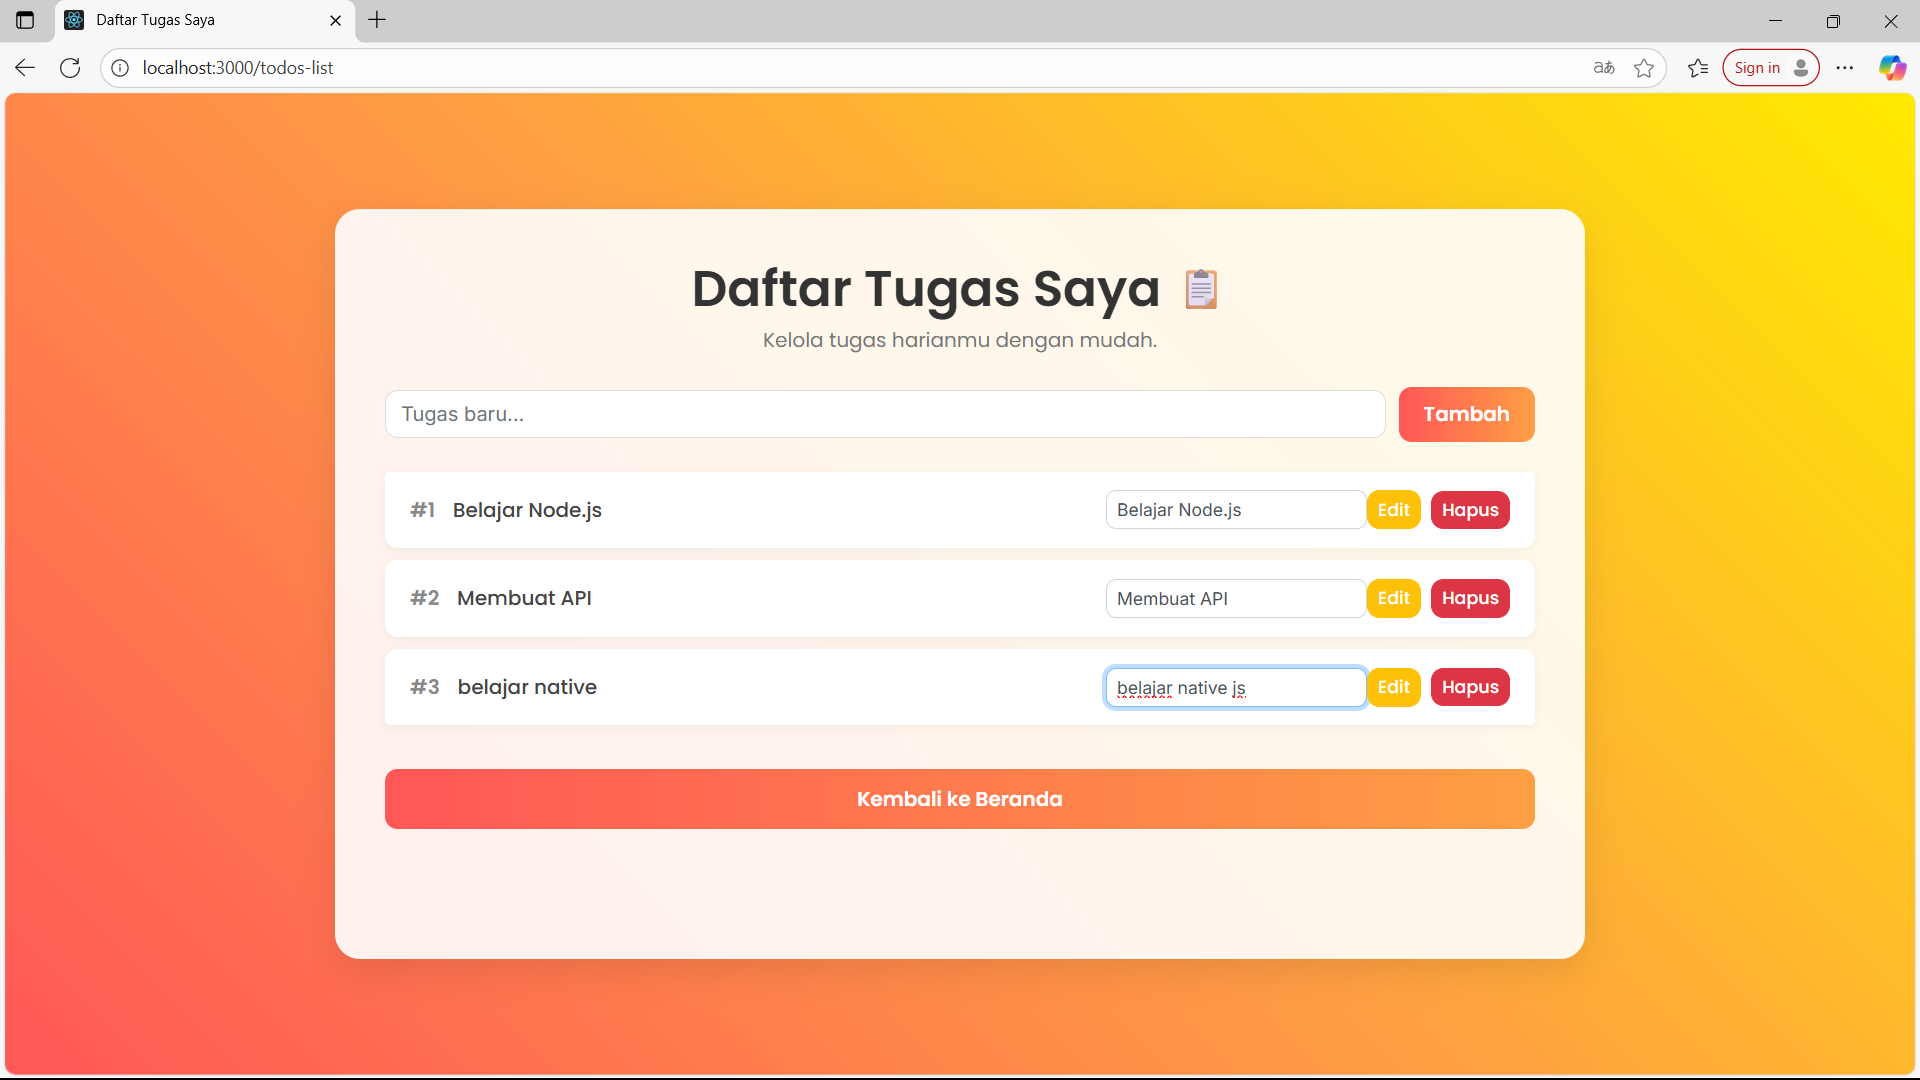 Daftar Tugas Saya
localhost:3000/todos-list
aあ
Sign in
Daftar Tugas Saya
Kelola tugas harianmu dengan mudah.
Tugas baru...
Tambah
#1 Belajar Node.js Belajar Node.js Edit Hapus
#2 Membuat API Membuat API Edit Hapus
#3 belajar native belajar native js Edit Hapus
Kembali ke Beranda